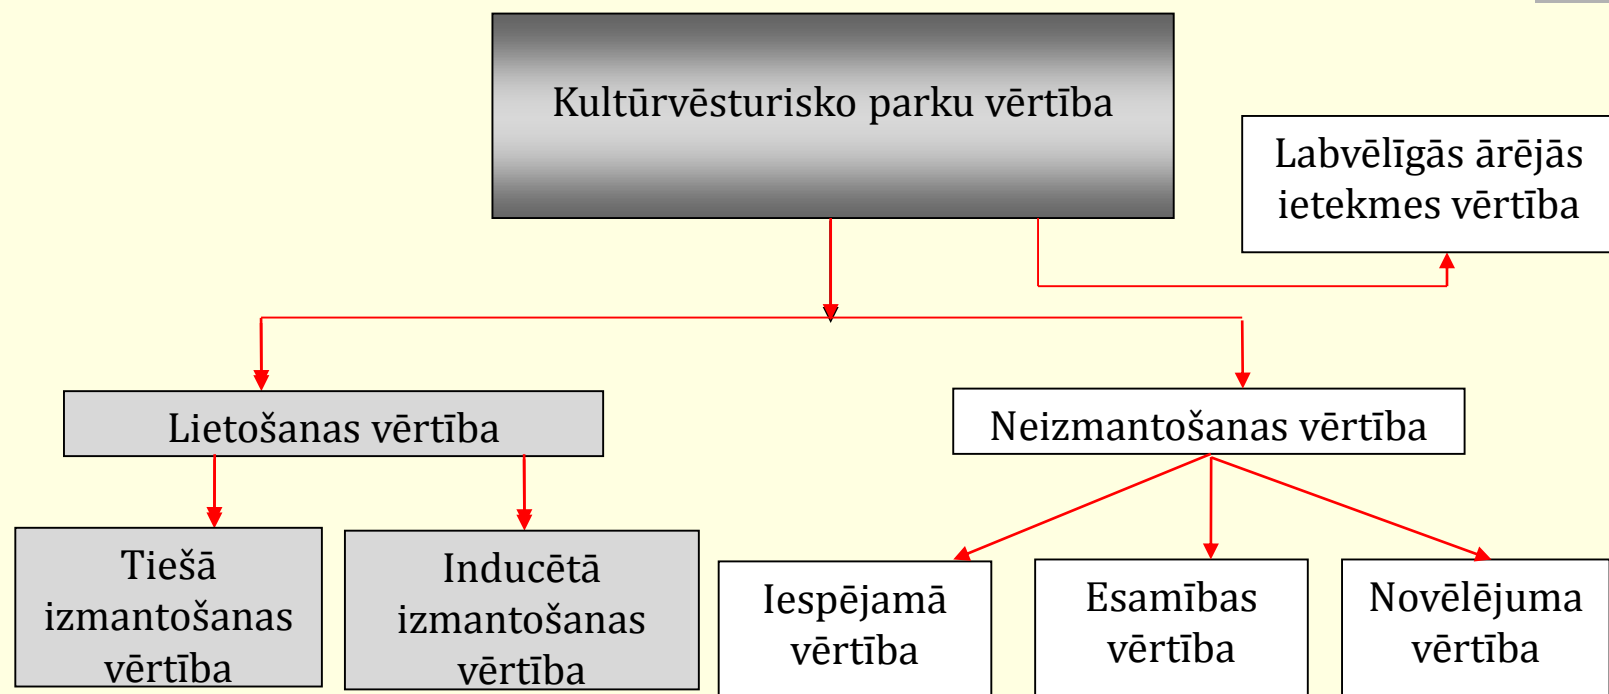 Kultūrvēsturisko parku vērtība
Labvēlīgās ārējās
ietekmes vērtība
Lietošanas vērtība
Neizmantošanas vērtība
Tiešā
izmantošanas
vērtība
Inducētā
izmantošanas
vērtība
Iespējamā
vērtība
Esamības
vērtība
Novēlējuma
vērtība